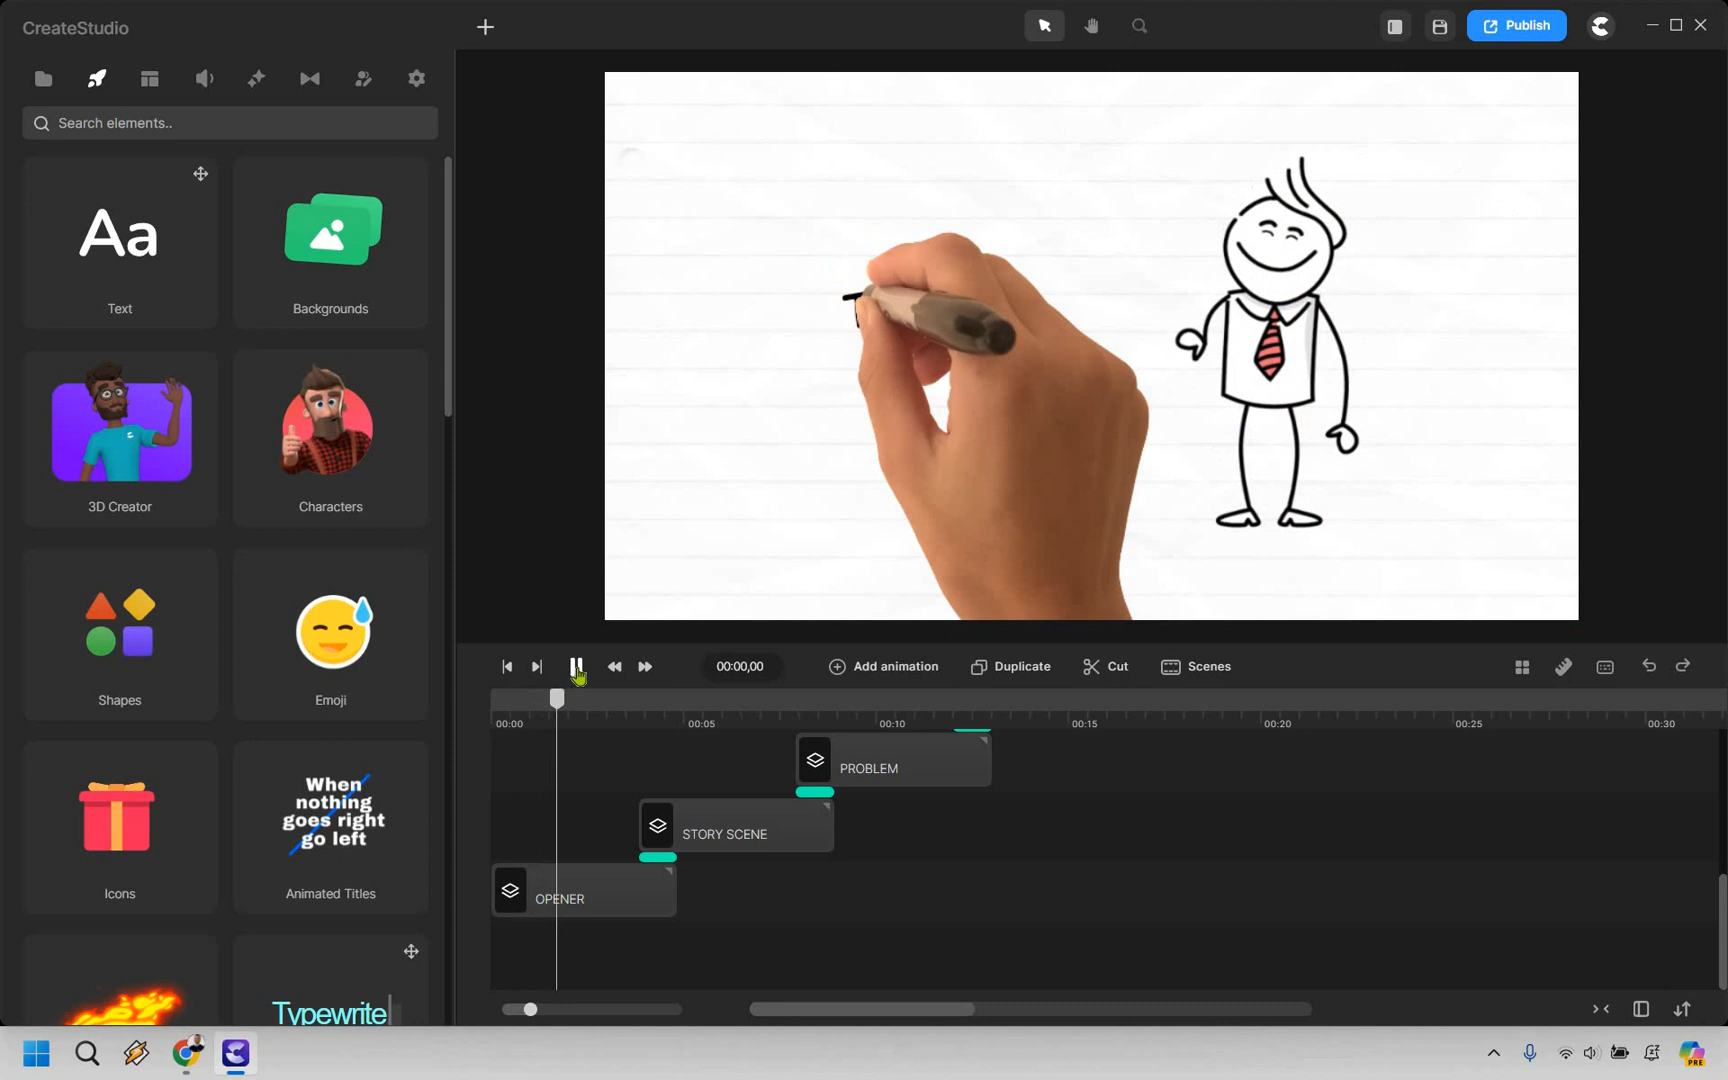 CreateStudio
Publish
Search elements..
Aa
Text
Backgrounds
3D Creator
Characters
Shapes
Emoji
Icons
When
nothing
goes right
go left
Animated Titles
Typewrite
00:00,00
Add animation
Duplicate
Cut
Scenes
00:00
00:05
00:10
00:15
00:20
00:25
00:30
PROBLEM
STORY SCENE
OPENER
PRE